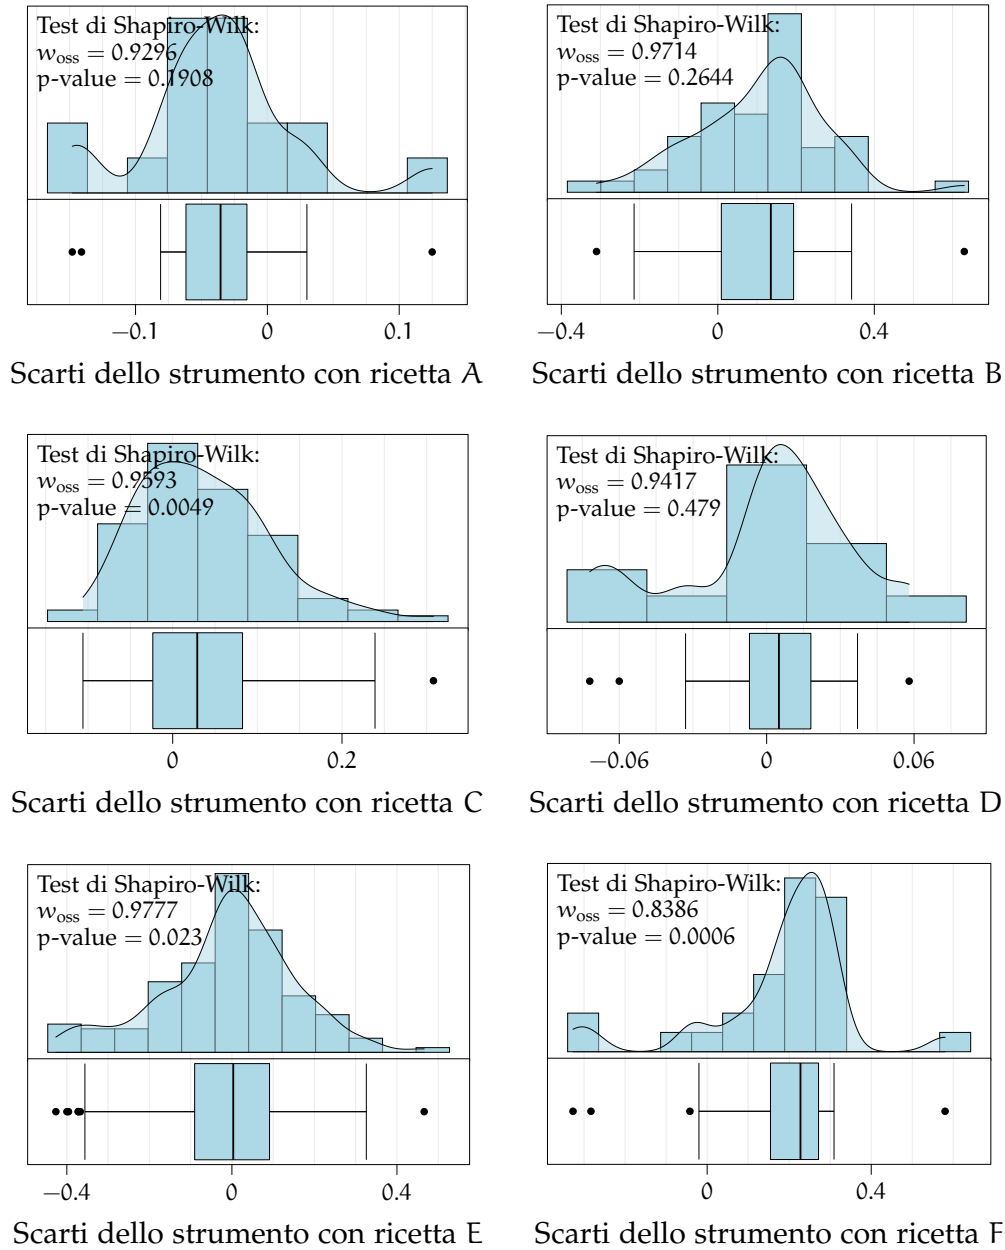 Test di Shapiro-Wilk:
w_oss = 0.9296
p-value = 0.1908
−0.1 0 0.1
Scarti dello strumento con ricetta A
Test di Shapiro-Wilk:
w_oss = 0.9714
p-value = 0.2644
−0.4 0 0.4
Scarti dello strumento con ricetta B
Test di Shapiro-Wilk:
w_oss = 0.9593
p-value = 0.0049
0 0.2
Scarti dello strumento con ricetta C
Test di Shapiro-Wilk:
w_oss = 0.9417
p-value = 0.479
−0.06 0 0.06
Scarti dello strumento con ricetta D
Test di Shapiro-Wilk:
w_oss = 0.9777
p-value = 0.023
−0.4 0 0.4
Scarti dello strumento con ricetta E
Test di Shapiro-Wilk:
w_oss = 0.8386
p-value = 0.0006
0 0.4
Scarti dello strumento con ricetta F